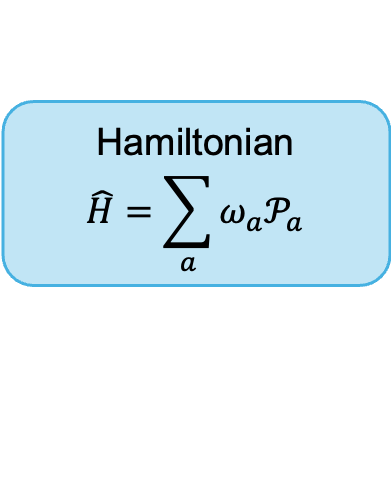 Hamiltonian
Ĥ = ∑ₐ ωₐ𝒫ₐ